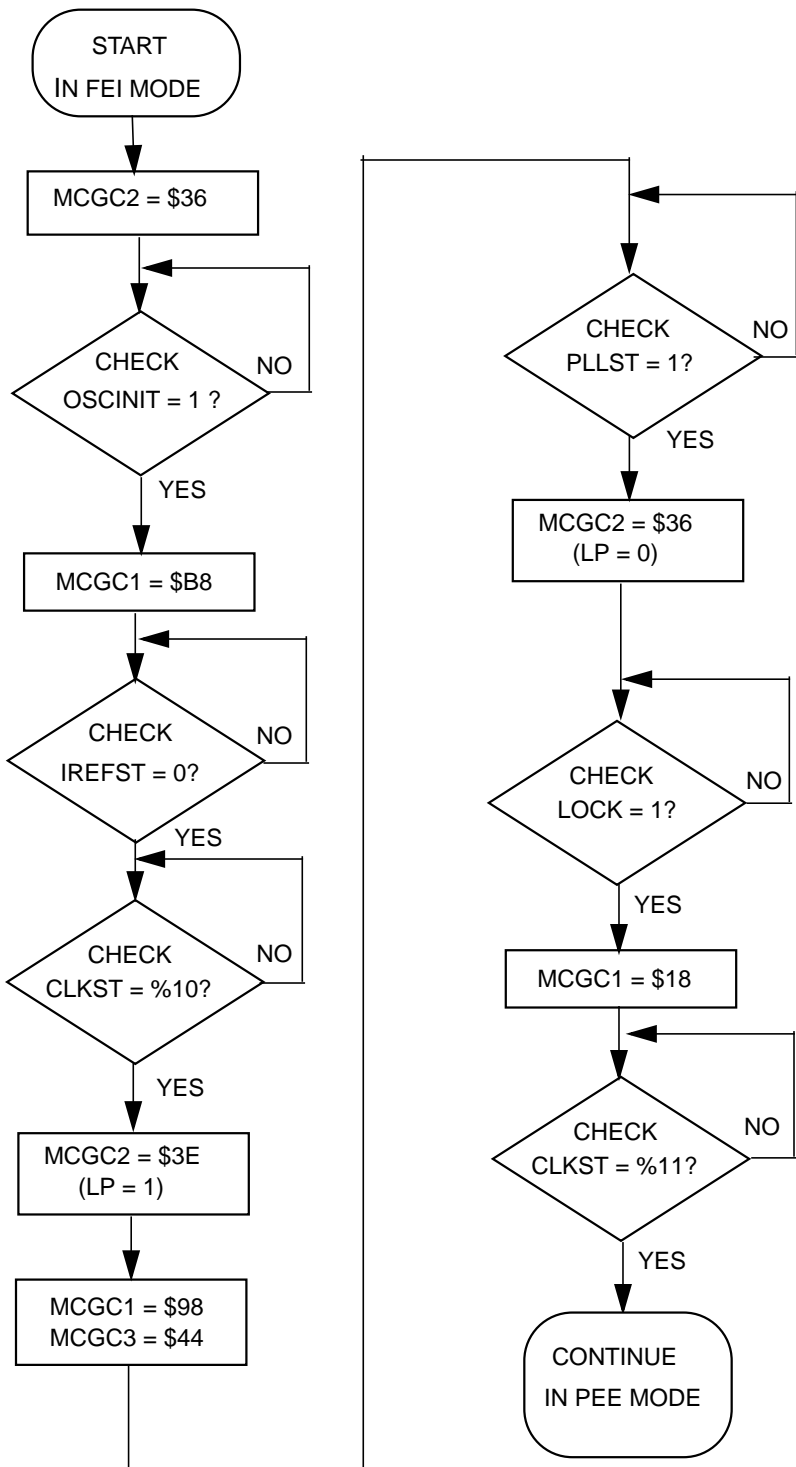 START
IN FEI MODE
MCGC2 = $36
CHECK
OSCINIT = 1 ?
NO
YES
MCGC1 = $B8
CHECK
IREFST = 0?
NO
YES
CHECK
CLKST = %10?
NO
YES
MCGC2 = $3E
(LP = 1)
MCGC1 = $98
MCGC3 = $44
CHECK
PLLST = 1?
NO
YES
MCGC2 = $36
(LP = 0)
CHECK
LOCK = 1?
NO
YES
MCGC1 = $18
CHECK
CLKST = %11?
NO
YES
CONTINUE
IN PEE MODE